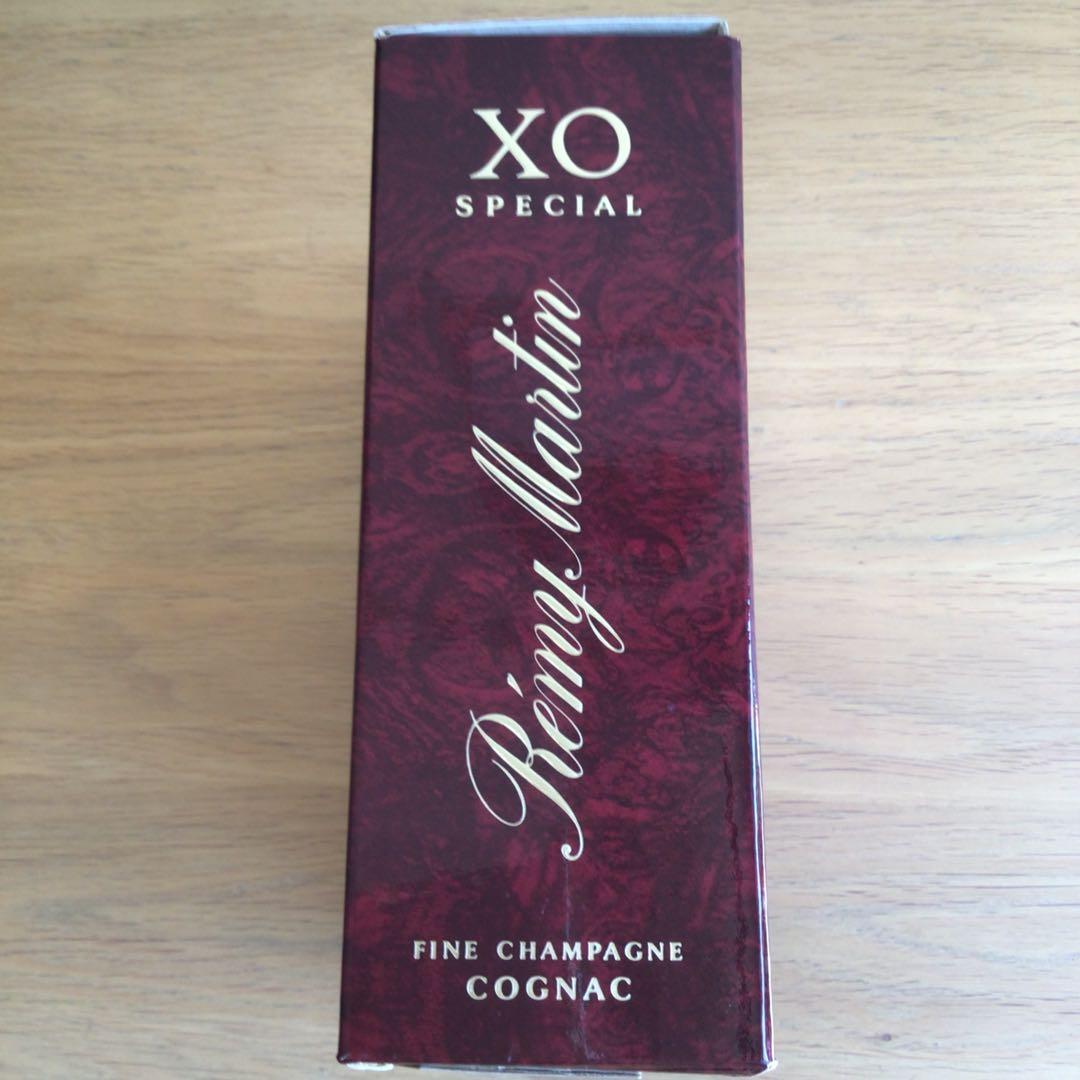 XO
SPECIAL
Rémy Martin
FINE CHAMPAGNE
COGNAC